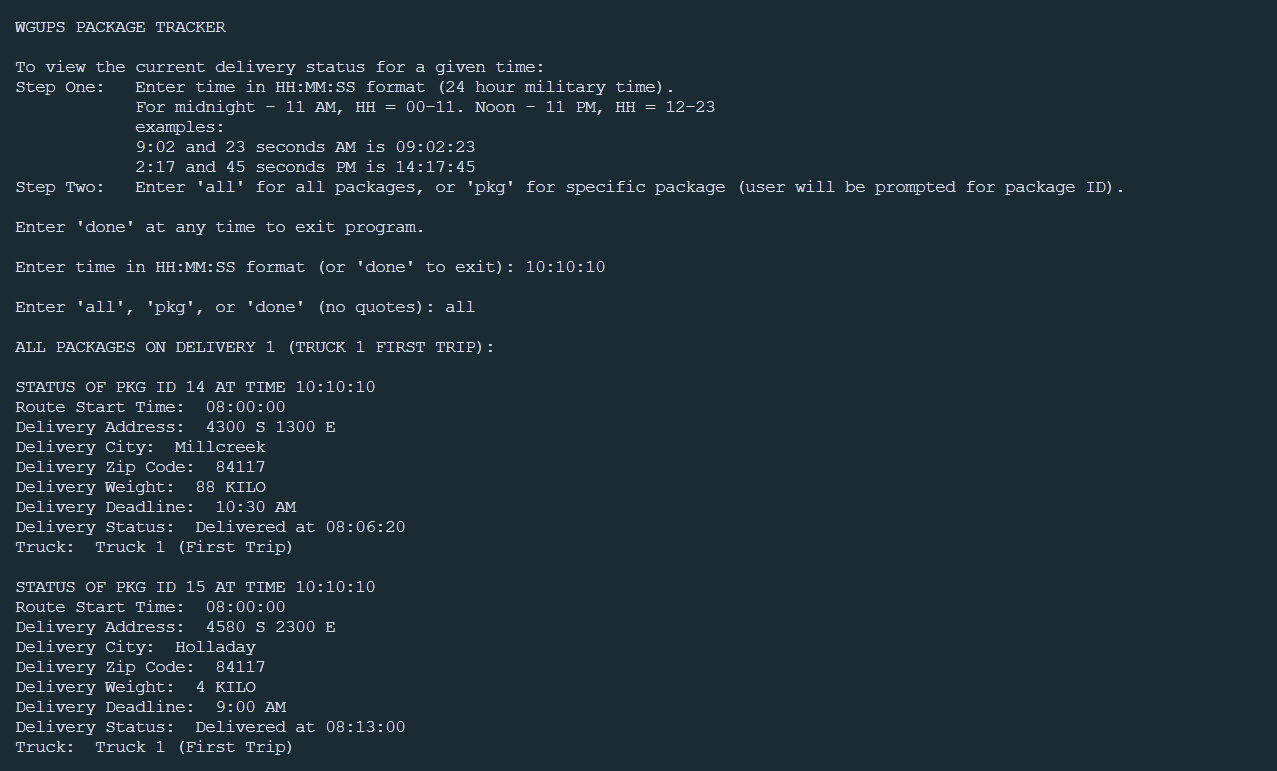 WGUPS PACKAGE TRACKER
To view the current delivery status for a given time:
Step One:   Enter time in HH:MM:SS format (24 hour military time).
For midnight - 11 AM, HH = 00-11. Noon - 11 PM, HH = 12-23
examples:
9:02 and 23 seconds AM is 09:02:23
2:17 and 45 seconds PM is 14:17:45
Step Two:   Enter 'all' for all packages, or 'pkg' for specific package (user will be prompted for package ID).
Enter 'done' at any time to exit program.
Enter time in HH:MM:SS format (or 'done' to exit): 10:10:10
Enter 'all', 'pkg', or 'done' (no quotes): all
ALL PACKAGES ON DELIVERY 1 (TRUCK 1 FIRST TRIP):
STATUS OF PKG ID 14 AT TIME 10:10:10
Route Start Time:  08:00:00
Delivery Address:  4300 S 1300 E
Delivery City:  Millcreek
Delivery Zip Code:  84117
Delivery Weight:  88 KILO
Delivery Deadline:  10:30 AM
Delivery Status:  Delivered at 08:06:20
Truck:  Truck 1 (First Trip)
STATUS OF PKG ID 15 AT TIME 10:10:10
Route Start Time:  08:00:00
Delivery Address:  4580 S 2300 E
Delivery City:  Holladay
Delivery Zip Code:  84117
Delivery Weight:  4 KILO
Delivery Deadline:  9:00 AM
Delivery Status:  Delivered at 08:13:00
Truck:  Truck 1 (First Trip)